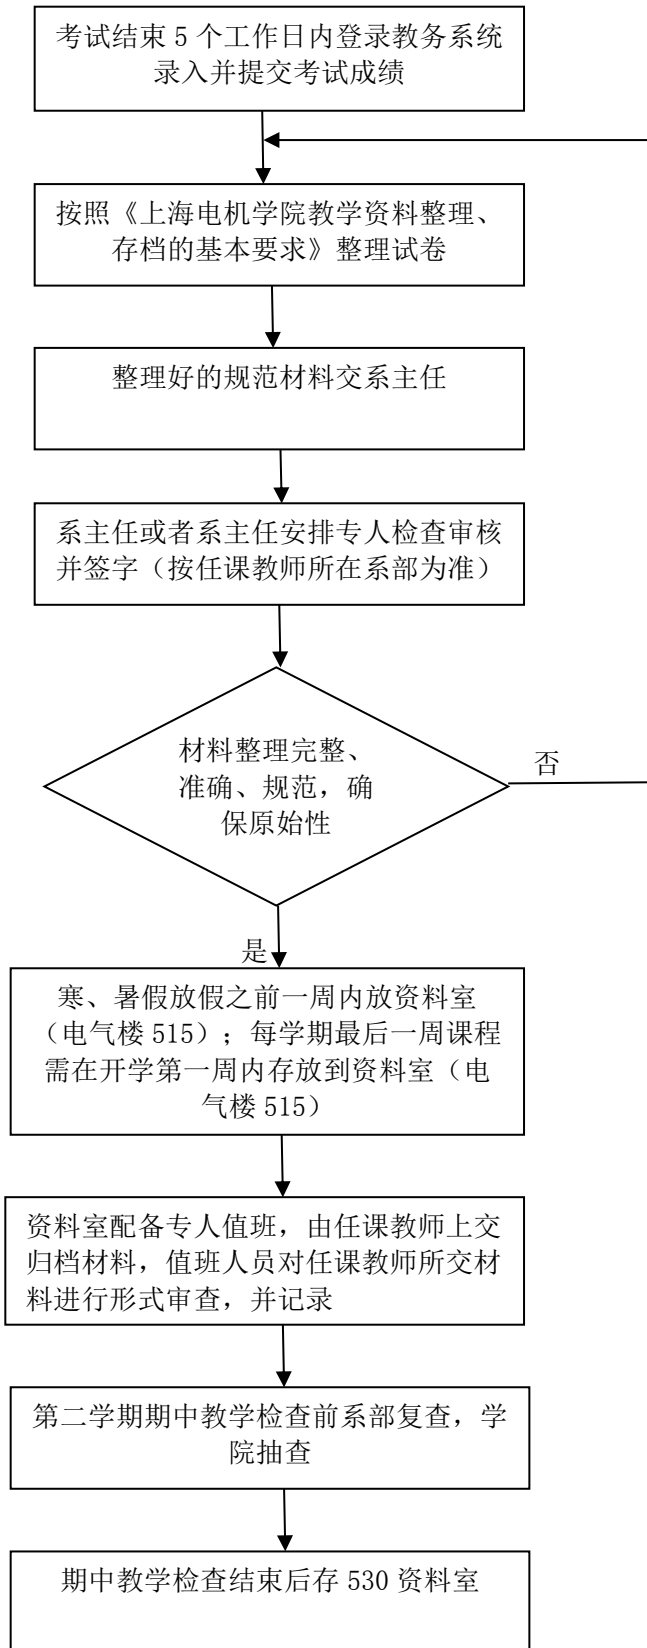 考试结束 5 个工作日内登录教务系统
录入并提交考试成绩
按照《上海电机学院教学资料整理、
存档的基本要求》整理试卷
整理好的规范材料交系主任
系主任或者系主任安排专人检查审核
并签字（按任课教师所在系部为准）
材料整理完整、
准确、规范，确
保原始性
否
是
寒、暑假放假之前一周内放资料室
（电气楼 515）；每学期最后一周课程
需在开学第一周内存放到资料室（电
气楼 515）
资料室配备专人值班，由任课教师上交
归档材料，值班人员对任课教师所交材
料进行形式审查，并记录
第二学期期中教学检查前系部复查，学
院抽查
期中教学检查结束后存 530 资料室